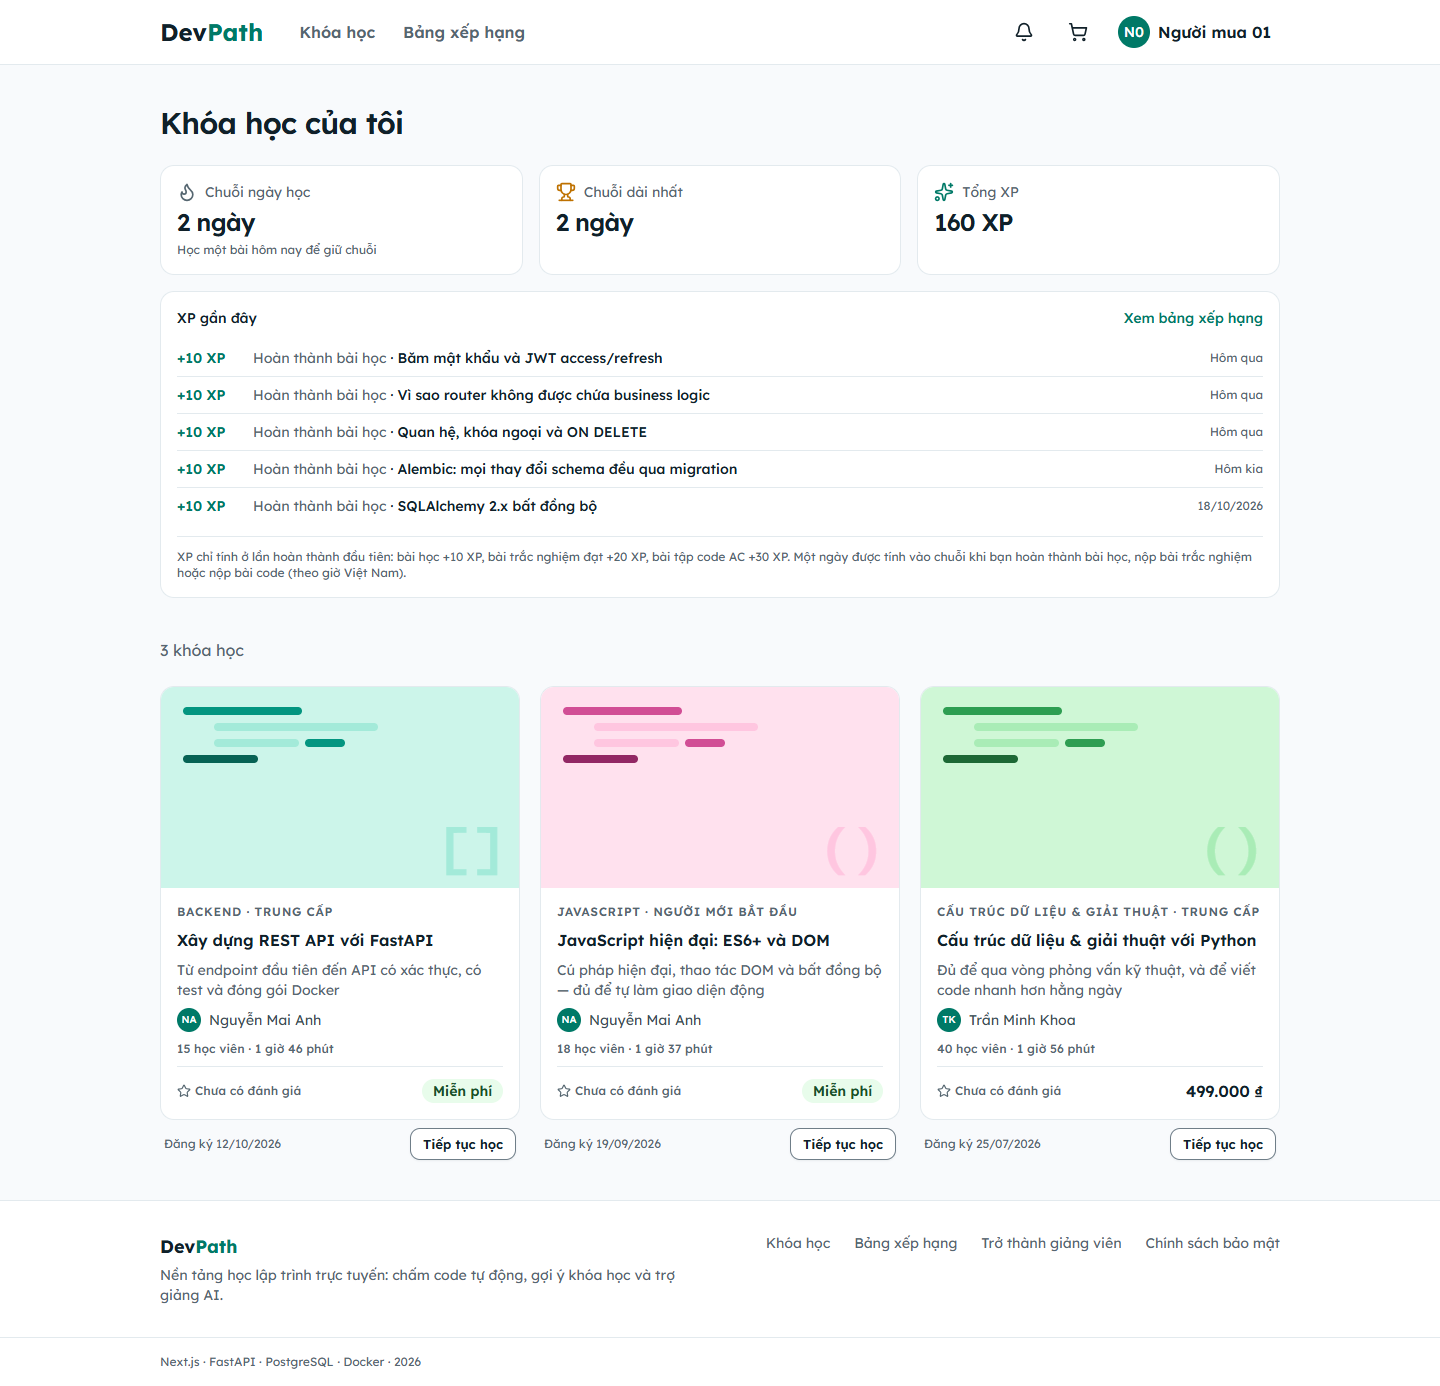 DevPath
Khóa học
Bảng xếp hạng
N0
Người mua 01
Khóa học của tôi
Chuỗi ngày học
2 ngày
Học một bài hôm nay để giữ chuỗi
Chuỗi dài nhất
2 ngày
Tổng XP
160 XP
XP gần đây
Xem bảng xếp hạng
+10 XP Hoàn thành bài học · Băm mật khẩu và JWT access/refresh Hôm qua
+10 XP Hoàn thành bài học · Vì sao router không được chứa business logic Hôm qua
+10 XP Hoàn thành bài học · Quan hệ, khóa ngoại và ON DELETE Hôm qua
+10 XP Hoàn thành bài học · Alembic: mọi thay đổi schema đều qua migration Hôm kia
+10 XP Hoàn thành bài học · SQLAlchemy 2.x bất đồng bộ 18/10/2026
XP chỉ tính ở lần hoàn thành đầu tiên: bài học +10 XP, bài trắc nghiệm đạt +20 XP, bài tập code AC +30 XP. Một ngày được tính vào chuỗi khi bạn hoàn thành bài học, nộp bài trắc nghiệm
hoặc nộp bài code (theo giờ Việt Nam).
3 khóa học
[ ]
BACKEND · TRUNG CẤP
Xây dựng REST API với FastAPI
Từ endpoint đầu tiên đến API có xác thực, có
test và đóng gói Docker
NA Nguyễn Mai Anh
15 học viên · 1 giờ 46 phút
Chưa có đánh giá
Miễn phí
Đăng ký 12/10/2026
Tiếp tục học
( )
JAVASCRIPT · NGƯỜI MỚI BẮT ĐẦU
JavaScript hiện đại: ES6+ và DOM
Cú pháp hiện đại, thao tác DOM và bất đồng bộ
— đủ để tự làm giao diện động
NA Nguyễn Mai Anh
18 học viên · 1 giờ 37 phút
Chưa có đánh giá
Miễn phí
Đăng ký 19/09/2026
Tiếp tục học
( )
CẤU TRÚC DỮ LIỆU & GIẢI THUẬT · TRUNG CẤP
Cấu trúc dữ liệu & giải thuật với Python
Đủ để qua vòng phỏng vấn kỹ thuật, và để viết
code nhanh hơn hằng ngày
TK Trần Minh Khoa
40 học viên · 1 giờ 56 phút
Chưa có đánh giá
499.000 ₫
Đăng ký 25/07/2026
Tiếp tục học
DevPath
Nền tảng học lập trình trực tuyến: chấm code tự động, gợi ý khóa học và trợ
giảng AI.
Khóa học
Bảng xếp hạng
Trở thành giảng viên
Chính sách bảo mật
Next.js · FastAPI · PostgreSQL · Docker · 2026